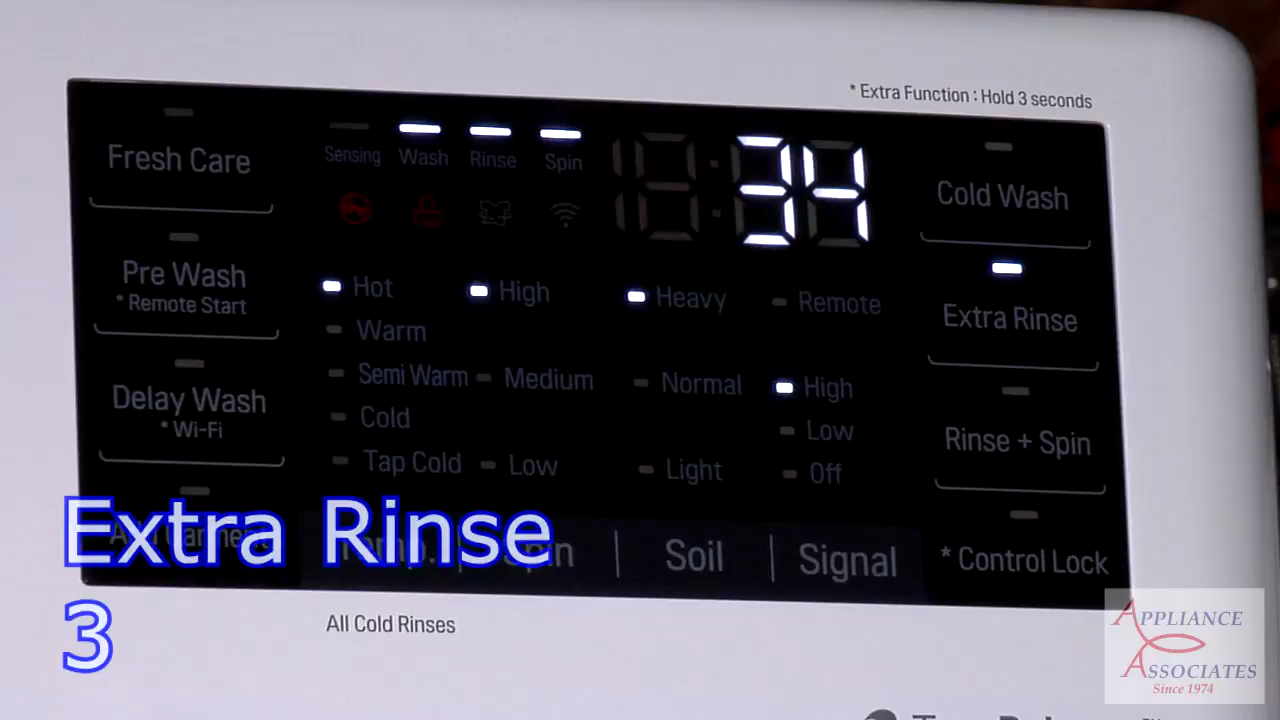 * Extra Function : Hold 3 seconds
Fresh Care
Sensing Wash Rinse Spin
34
Cold Wash
Pre Wash
* Remote Start
Hot High Heavy Remote
Extra Rinse
Warm
Semi Warm Medium Normal High
Delay Wash
* Wi-Fi
Cold Low
Rinse + Spin
Tap Cold Low Light Off
Extra Rinse
Soil | Signal
* Control Lock
3
All Cold Rinses
APPLIANCE
ASSOCIATES
Since 1974